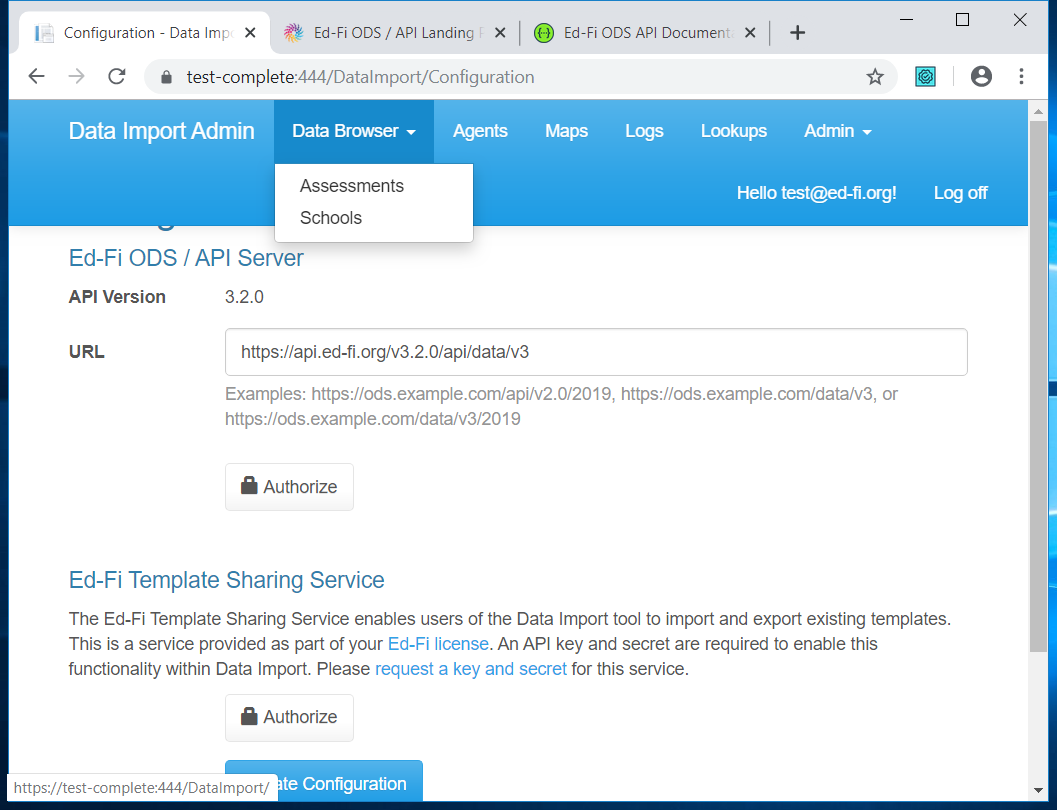 Configuration - Data Imp
Ed-Fi ODS / API Landing
Ed-Fi ODS API Documenta
test-complete:444/DataImport/Configuration
Data Import Admin
Data Browser
Agents
Maps
Logs
Lookups
Admin
Assessments
Schools
Hello test@ed-fi.org!
Log off
Ed-Fi ODS / API Server
API Version
3.2.0
URL
https://api.ed-fi.org/v3.2.0/api/data/v3
Examples: https://ods.example.com/api/v2.0/2019, https://ods.example.com/data/v3, or
https://ods.example.com/data/v3/2019
Authorize
Ed-Fi Template Sharing Service
The Ed-Fi Template Sharing Service enables users of the Data Import tool to import and export existing templates.
This is a service provided as part of your Ed-Fi license. An API key and secret are required to enable this
functionality within Data Import. Please request a key and secret for this service.
Authorize
ate Configuration
https://test-complete:444/DataImport/